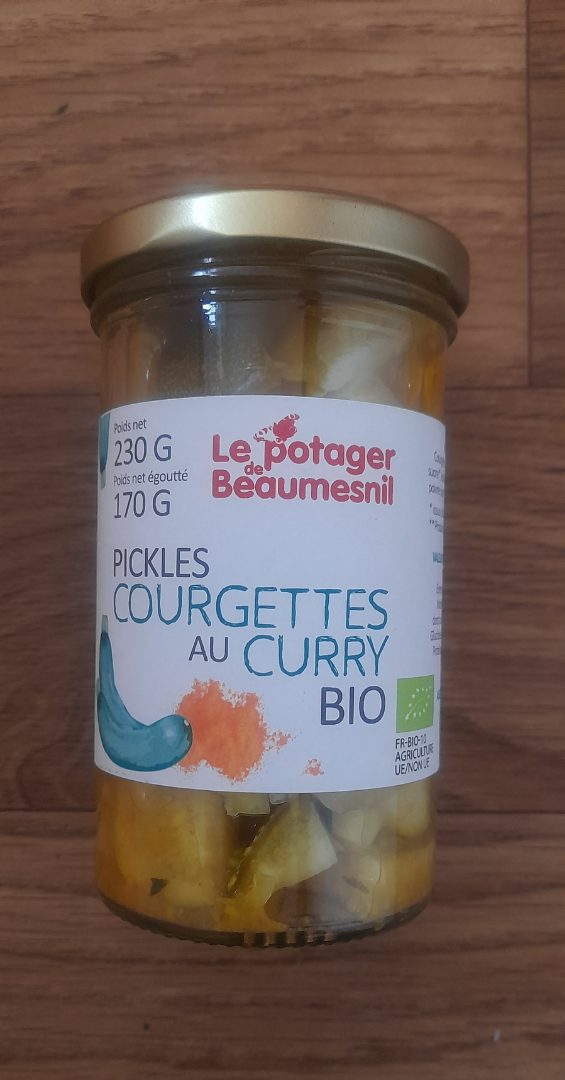 Poids net
230 G
Poids net égoutté
170 G
Le potager
de
Beaumesnil
PICKLES
COURGETTES
AU CURRY
BIO
FR-BIO-10
AGRICULTURE
UE/NON UE